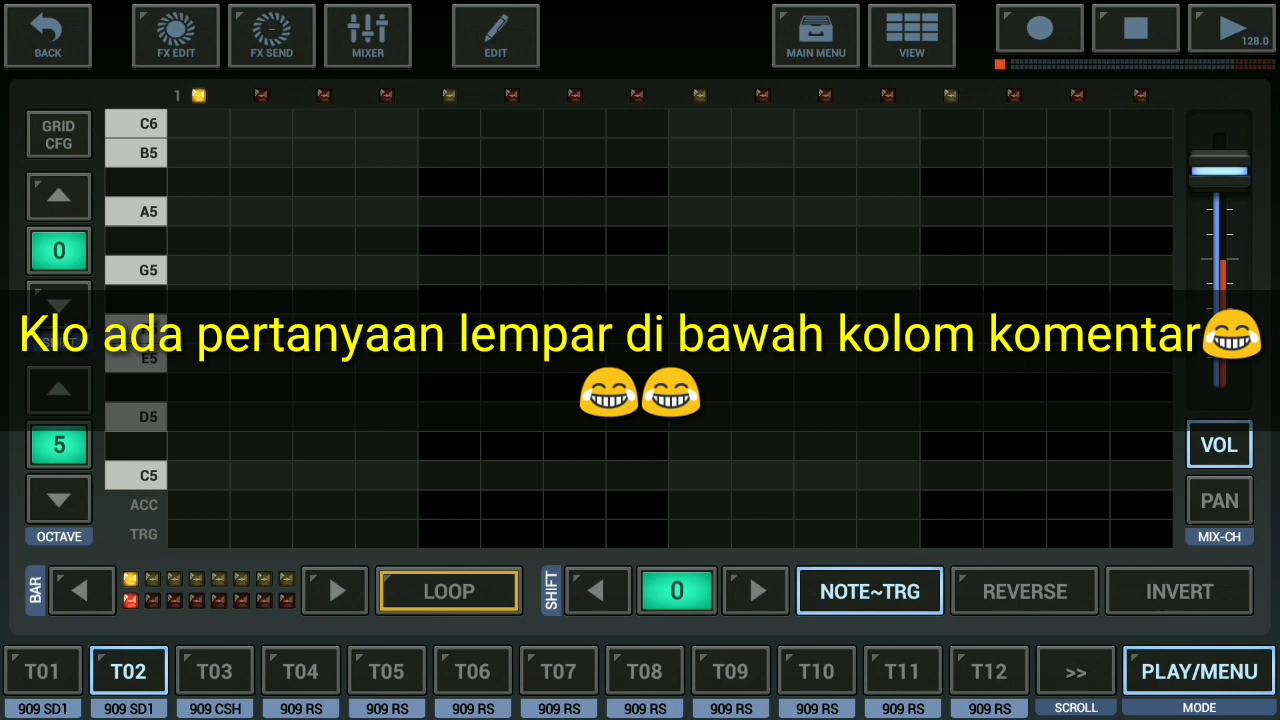 BACK
FX EDIT
FX SEND
MIXER
EDIT
MAIN MENU
VIEW
128.0
1
GRID
CFG
C6
B5
A5
0
G5
Klo ada pertanyaan lempar di bawah kolom komentar😂
😂😂
E5
D5
5
VOL
C5
ACC
PAN
OCTAVE
TRG
MIX-CH
BAR
LOOP
SHIFT
0
NOTE~TRG
REVERSE
INVERT
T01 T02 T03 T04 T05 T06 T07 T08 T09 T10 T11 T12 >> PLAY/MENU
909 SD1 909 SD1 909 CSH 909 RS 909 RS 909 RS 909 RS 909 RS 909 RS 909 RS 909 RS 909 RS SCROLL MODE